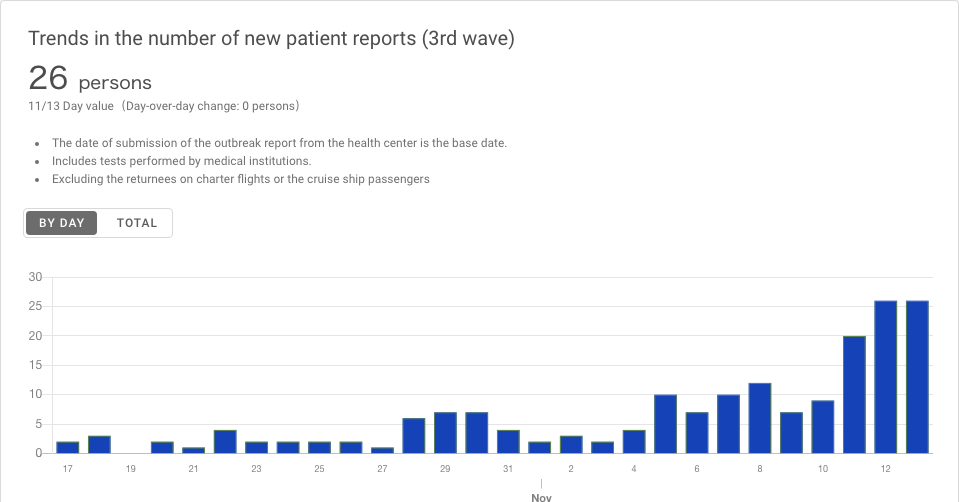 Trends in the number of new patient reports (3rd wave)
26 persons
11/13 Day value（Day-over-day change: 0 persons）
• The date of submission of the outbreak report from the health center is the base date.
• Includes tests performed by medical institutions.
• Excluding the returnees on charter flights or the cruise ship passengers
BY DAY TOTAL
30
25
20
15
10
5
0
17 19 21 23 25 27 29 31 2 4 6 8 10 12
Nov